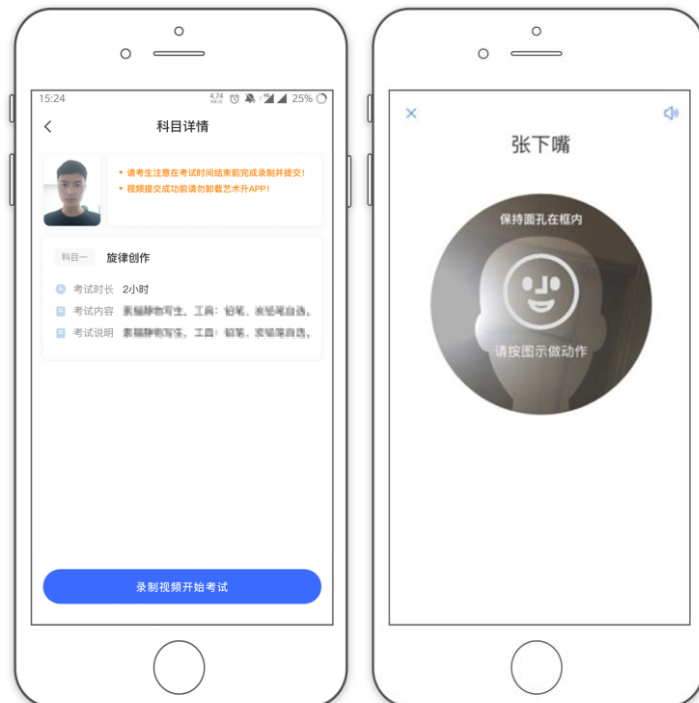 15:24
4.74
KB/S
4G
25%
科目详情
• 请考生注意在考试时间结束前完成录制并提交!
• 视频提交成功前请勿卸载艺术升APP!
科目一
旋律创作
考试时长 2小时
考试内容
考试说明
录制视频开始考试
张下嘴
保持面孔在框内
请按图示做动作